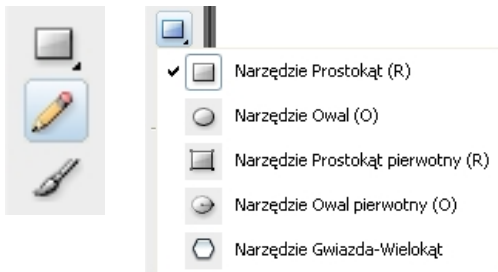 Narzędzie Prostokąt (R)
Narzędzie Owal (O)
Narzędzie Prostokąt pierwotny (R)
Narzędzie Owal pierwotny (O)
Narzędzie Gwiazda-Wielokąt